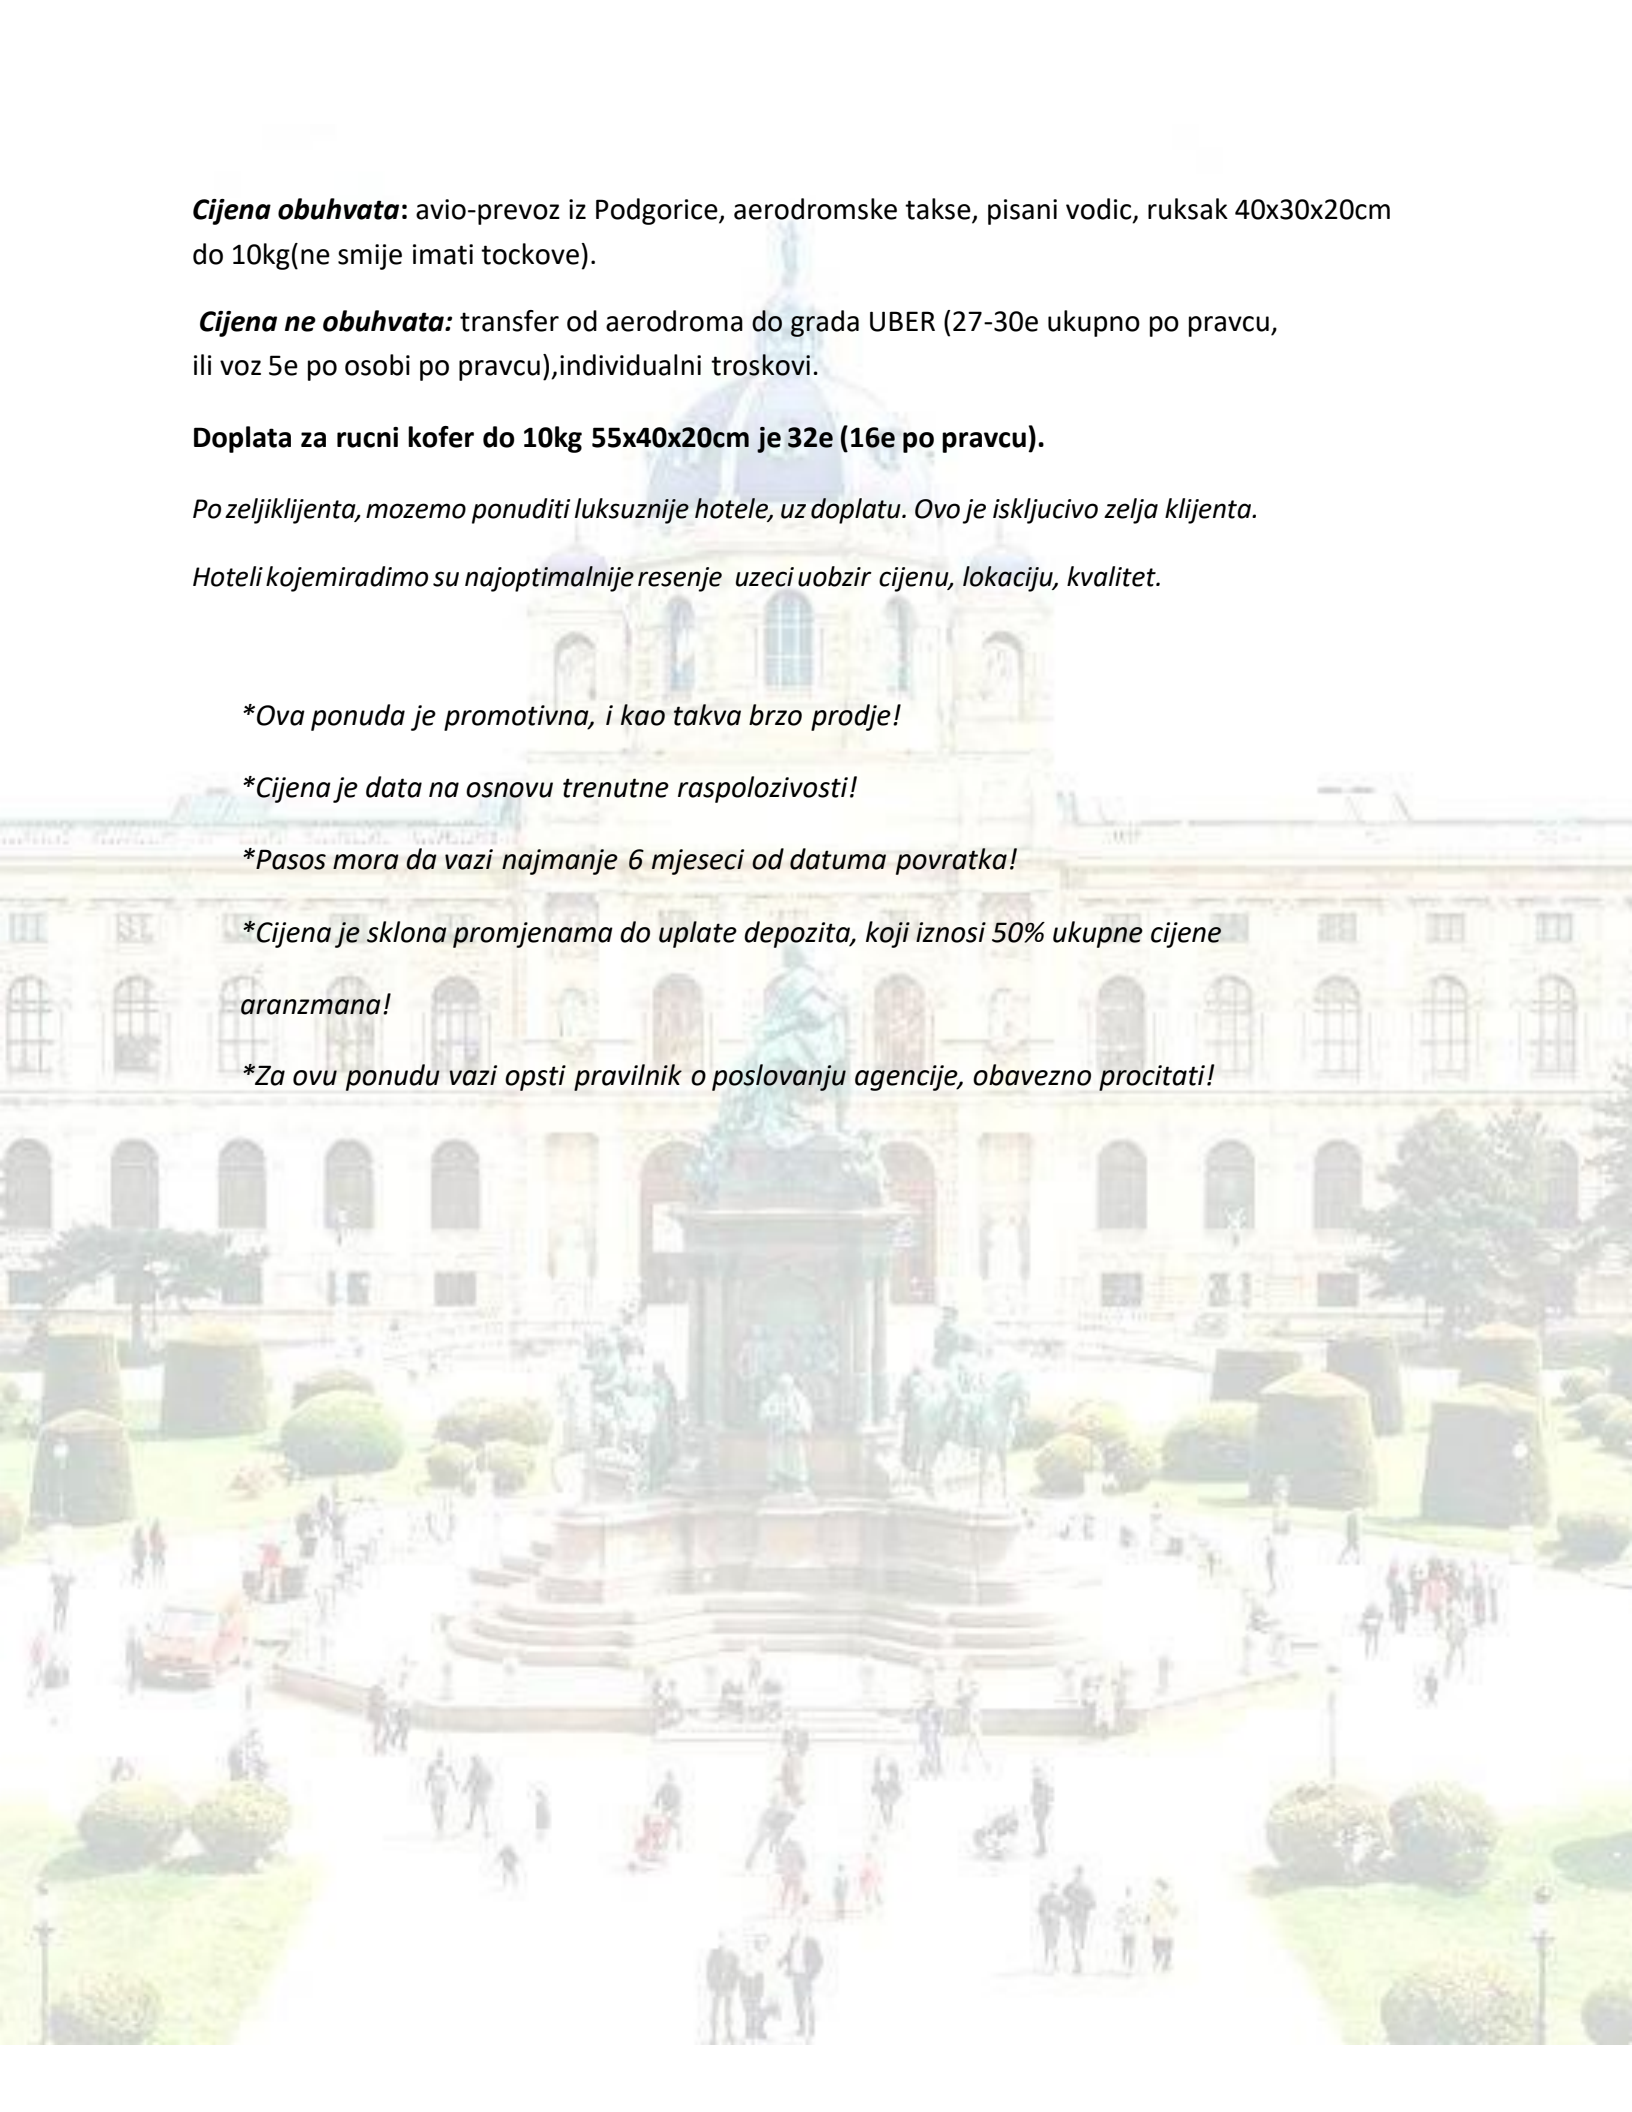 Cijena obuhvata: avio-prevoz iz Podgorice, aerodromske takse, pisani vodic, ruksak 40x30x20cm
do 10kg(ne smije imati tockove).
Cijena ne obuhvata: transfer od aerodroma do grada UBER (27-30e ukupno po pravcu,
ili voz 5e po osobi po pravcu),individualni troskovi.
Doplata za rucni kofer do 10kg 55x40x20cm je 32e (16e po pravcu).
Po zeljiklijenta, mozemo ponuditi luksuznije hotele, uz doplatu. Ovo je iskljucivo zelja klijenta.
Hoteli kojemiradimo su najoptimalnije resenje uzeci uobzir cijenu, lokaciju, kvalitet.
*Ova ponuda je promotivna, i kao takva brzo prodje!
*Cijena je data na osnovu trenutne raspolozivosti!
*Pasos mora da vazi najmanje 6 mjeseci od datuma povratka!
*Cijena je sklona promjenama do uplate depozita, koji iznosi 50% ukupne cijene
aranzmana!
*Za ovu ponudu vazi opsti pravilnik o poslovanju agencije, obavezno procitati!